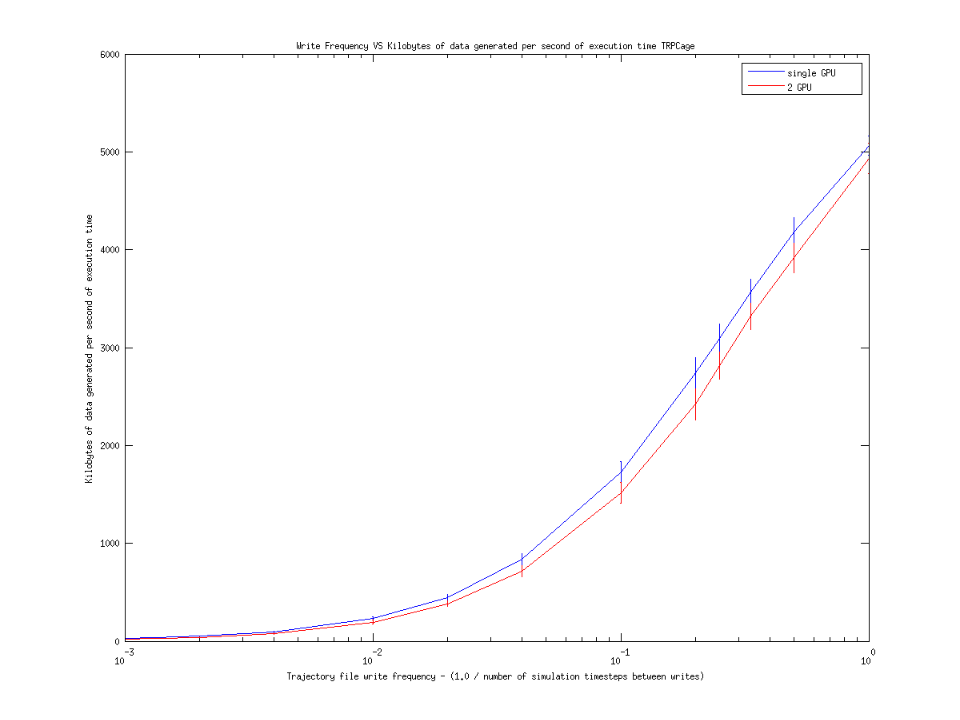 Write Frequency VS Kilobytes of data generated per second of execution time TRPCage
single GPU
2 GPU
Kilobytes of data generated per second of execution time
6000
5000
4000
3000
2000
1000
0
10^-3
10^-2
10^-1
10^0
Trajectory file write frequency - (1.0 / number of simulation timesteps between writes)